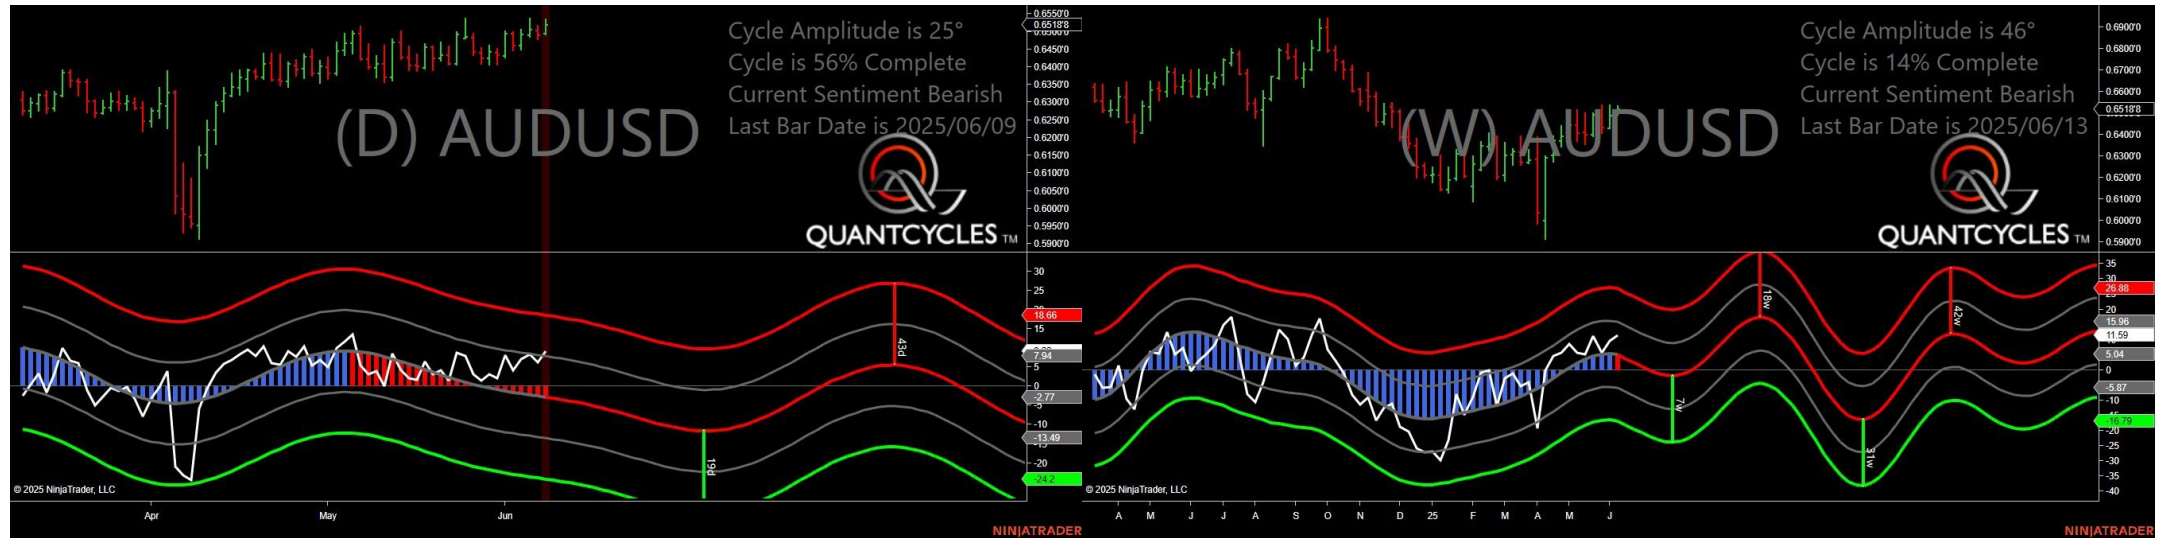 0.6550'0
0.6518'8
0.6500'0
0.6450'0
0.6400'0
0.6350'0
0.6300'0
0.6250'0
0.6200'0
0.6150'0
0.6100'0
0.6050'0
0.6000'0
0.5950'0
0.5900'0
Cycle Amplitude is 25°
Cycle is 56% Complete
Current Sentiment Bearish
Last Bar Date is 2025/06/09
(D) AUDUSD
QUANTCYCLES TM
30
25
18.66
15
7.94
5
0
-2.77
-5
-13.49
-20
-24.2
43d
19d
© 2025 NinjaTrader, LLC
Apr
May
Jun
NINJATRADER
0.6900'0
0.6800'0
0.6700'0
0.6600'0
0.6518'8
0.6400'0
0.6300'0
0.6200'0
0.6100'0
0.6000'0
0.5900'0
Cycle Amplitude is 46°
Cycle is 14% Complete
Current Sentiment Bearish
Last Bar Date is 2025/06/13
(W) AUDUSD
QUANTCYCLES TM
35
30
26.88
25
15.96
11.59
5.04
0
-5.87
-10
-16.79
-20
-25
-30
-35
-40
18w
42w
7w
31w
© 2025 NinjaTrader, LLC
A M J J A S O N D 25 F M A M J
NINJATRADER